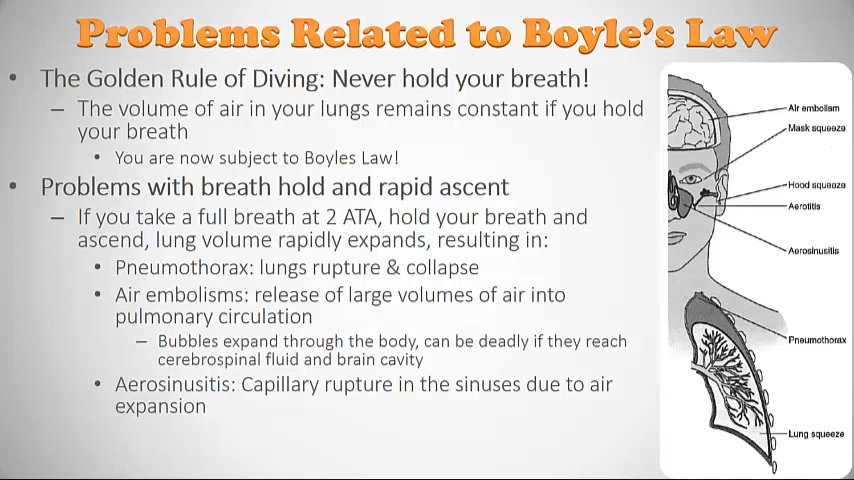 Problems Related to Boyle's Law
• The Golden Rule of Diving: Never hold your breath!
– The volume of air in your lungs remains constant if you hold
your breath
• You are now subject to Boyles Law!
• Problems with breath hold and rapid ascent
– If you take a full breath at 2 ATA, hold your breath and
ascend, lung volume rapidly expands, resulting in:
• Pneumothorax: lungs rupture & collapse
• Air embolisms: release of large volumes of air into
pulmonary circulation
– Bubbles expand through the body, can be deadly if they reach
cerebrospinal fluid and brain cavity
• Aerosinusitis: Capillary rupture in the sinuses due to air
expansion
Air embolism
Mask squeeze
Hood squeeze
Aerotitis
Aerosinusitis
Pneumothorax
Lung squeeze